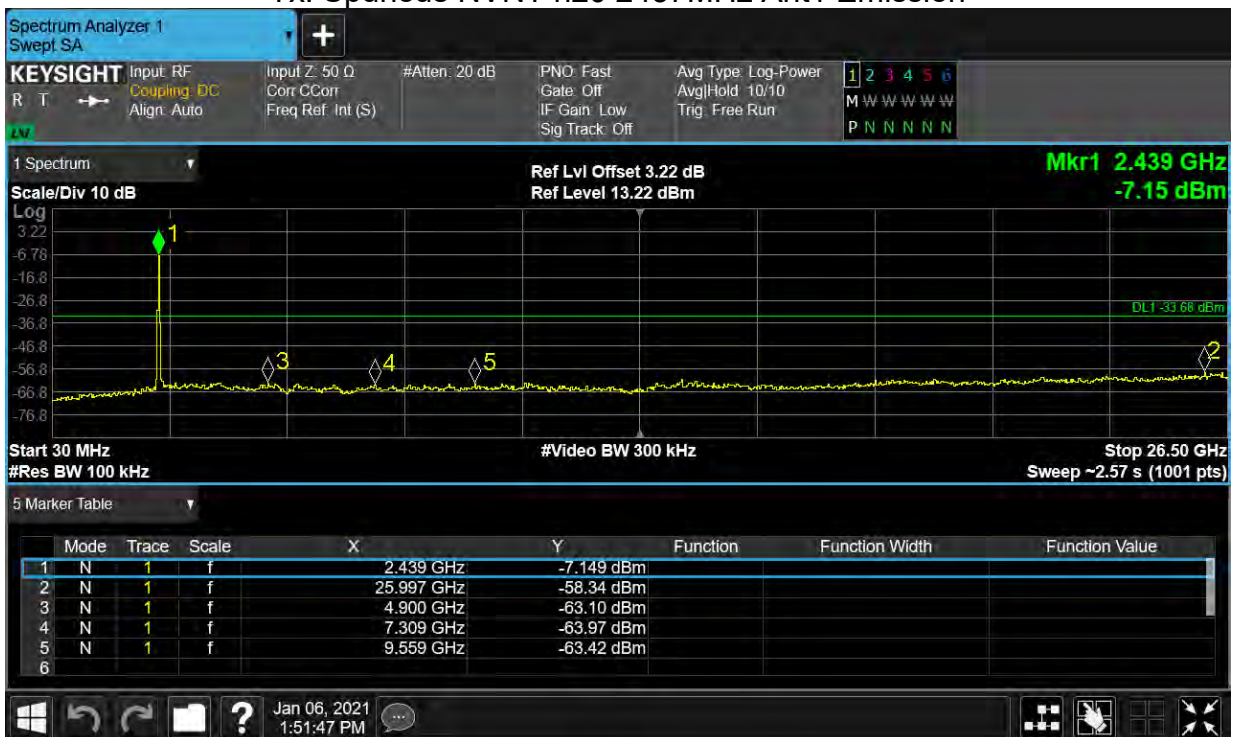 Spectrum Analyzer 1
Swept SA
KEYSIGHT Input: RF Input Z: 50 Ω #Atten: 20 dB PNO: Fast Avg Type: Log-Power 1 2 3 4 5 6
R T Coupling: DC Corr CCorr Gate: Off Avg|Hold: 10/10 M W W W W W
Align: Auto Freq Ref: Int (S) IF Gain: Low Trig: Free Run
Sig Track: Off P N N N N N
1 Spectrum Ref Lvl Offset 3.22 dB Mkr1 2.439 GHz
Scale/Div 10 dB Ref Level 13.22 dBm -7.15 dBm
Log
3.22
1
-6.78
-16.8
-26.8
DL1 -33.68 dBm
-36.8
-46.8
3 4 5 2
-56.8
-66.8
-76.8
Start 30 MHz #Video BW 300 kHz Stop 26.50 GHz
#Res BW 100 kHz Sweep ~2.57 s (1001 pts)
5 Marker Table
Mode Trace Scale X Y Function Function Width Function Value
1 N 1 f 2.439 GHz -7.149 dBm
2 N 1 f 25.997 GHz -58.34 dBm
3 N 1 f 4.900 GHz -63.10 dBm
4 N 1 f 7.309 GHz -63.97 dBm
5 N 1 f 9.559 GHz -63.42 dBm
6
? Jan 06, 2021
1:51:47 PM